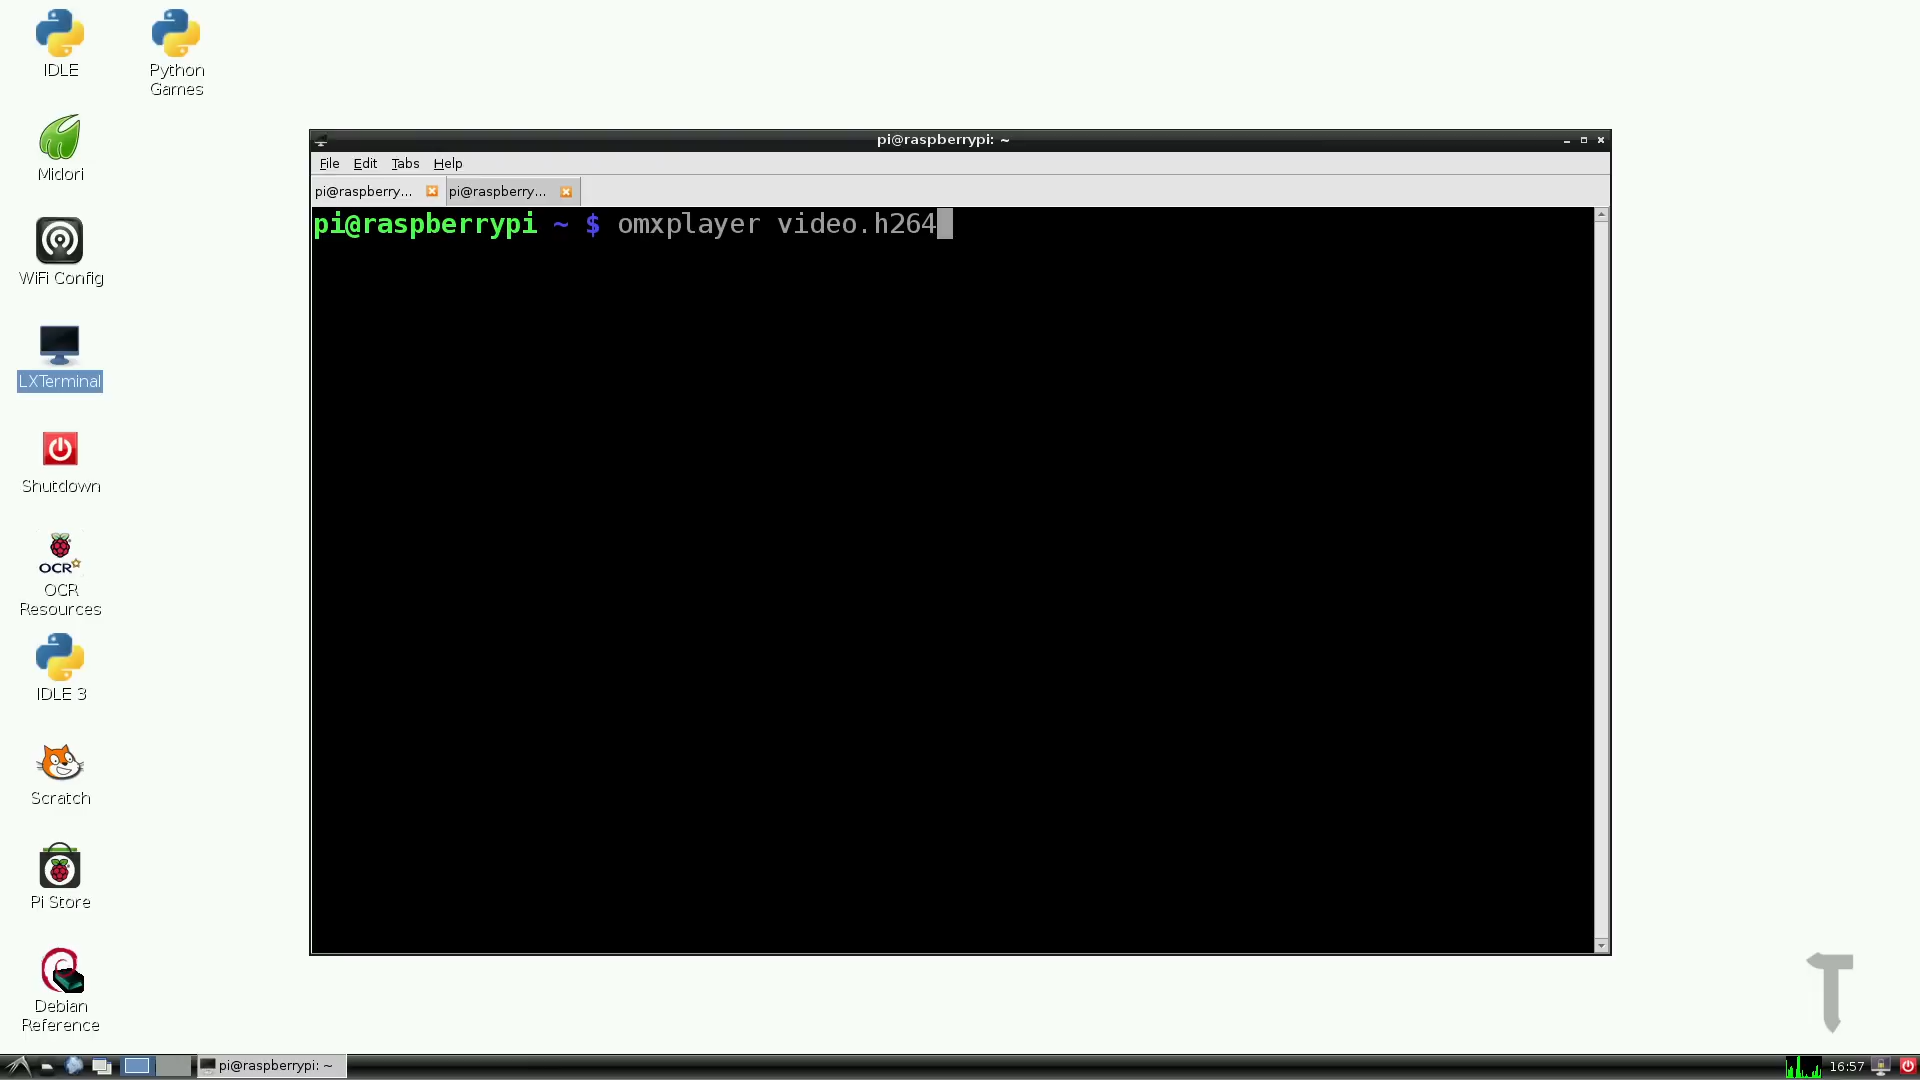 IDLE
Python
Games
Midori
WiFi Config
LXTerminal
Shutdown
OCR
OCR
Resources
IDLE 3
Scratch
Pi Store
Debian
Reference
pi@raspberrypi: ~
File Edit Tabs Help
pi@raspberry... pi@raspberry...
pi@raspberrypi ~ $ omxplayer video.h264
pi@raspberrypi: ~
16:57